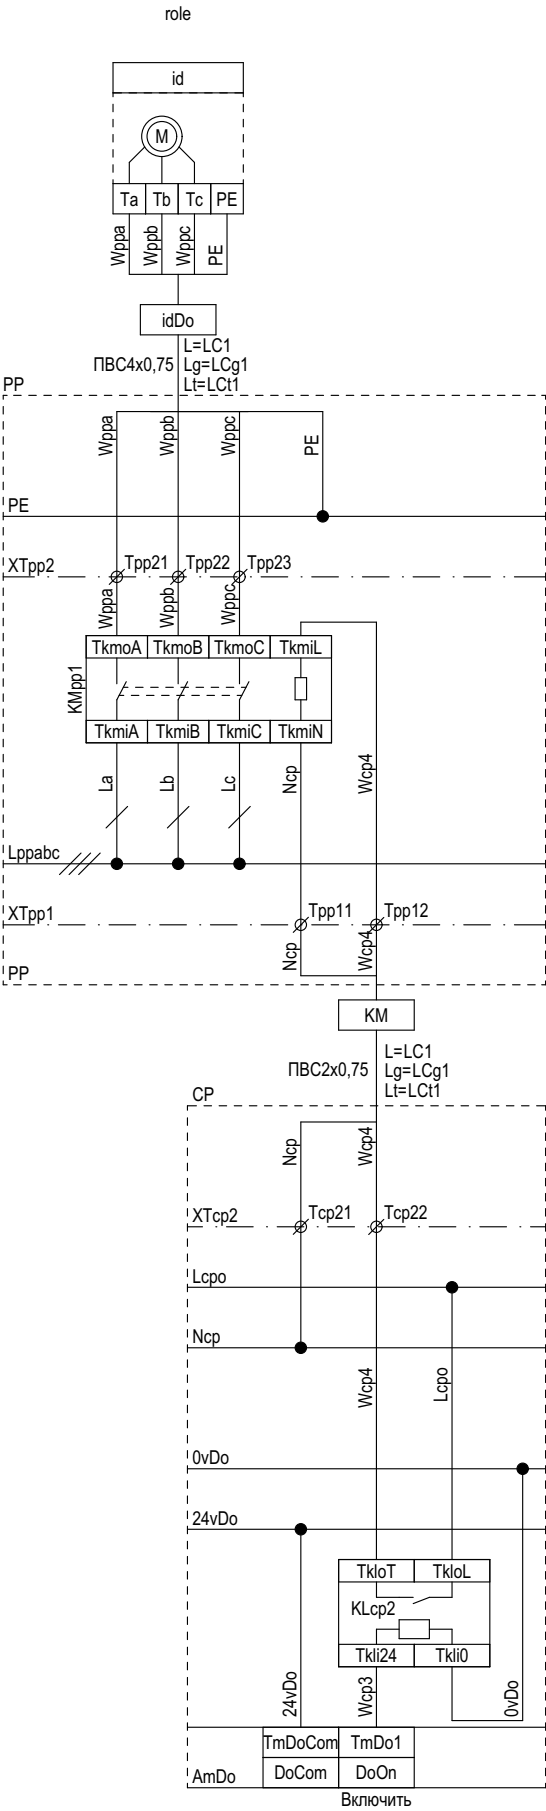 role
id
M
Ta Tb Tc PE
Wppa Wppb Wppc PE
idDo
ПВС4х0,75
L=LC1
Lg=LCg1
Lt=LCt1
PP
Wppa Wppb Wppc PE
PE
XTpp2 Tpp21 Tpp22 Tpp23
Wppa Wppb Wppc
KMpp1
TkmoA TkmoB TkmoC TkmiL
TkmiA TkmiB TkmiC TkmiN
La Lb Lc Ncp Wcp4
Lppabc
XTpp1 Tpp11 Tpp12
Ncp Wcp4
PP
KM
ПВС2х0,75
L=LC1
Lg=LCg1
Lt=LCt1
CP
Ncp Wcp4
XTcp2 Tcp21 Tcp22
Lcpo
Ncp
Wcp4 Lcpo
0vDo
24vDo
TkloT TkloL
KLcp2
Tkli24 Tkli0
24vDo Wcp3 0vDo
TmDoCom TmDo1
AmDo DoCom DoOn
Включить